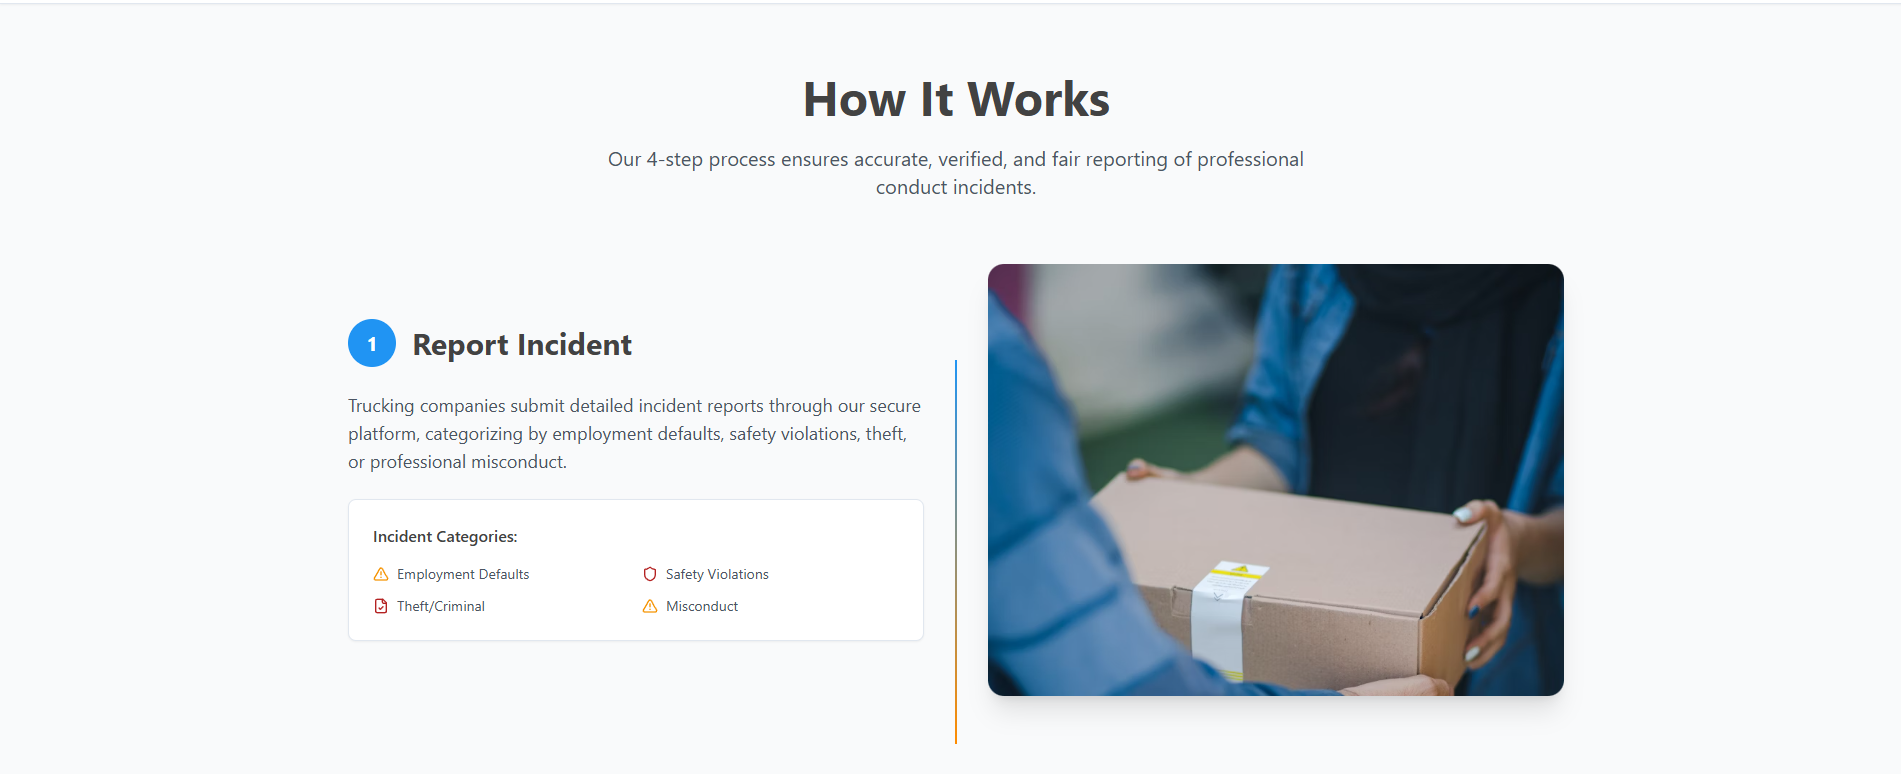 How It Works
Our 4-step process ensures accurate, verified, and fair reporting of professional
conduct incidents.
1
Report Incident
Trucking companies submit detailed incident reports through our secure
platform, categorizing by employment defaults, safety violations, theft,
or professional misconduct.
Incident Categories:
Employment Defaults
Safety Violations
Theft/Criminal
Misconduct